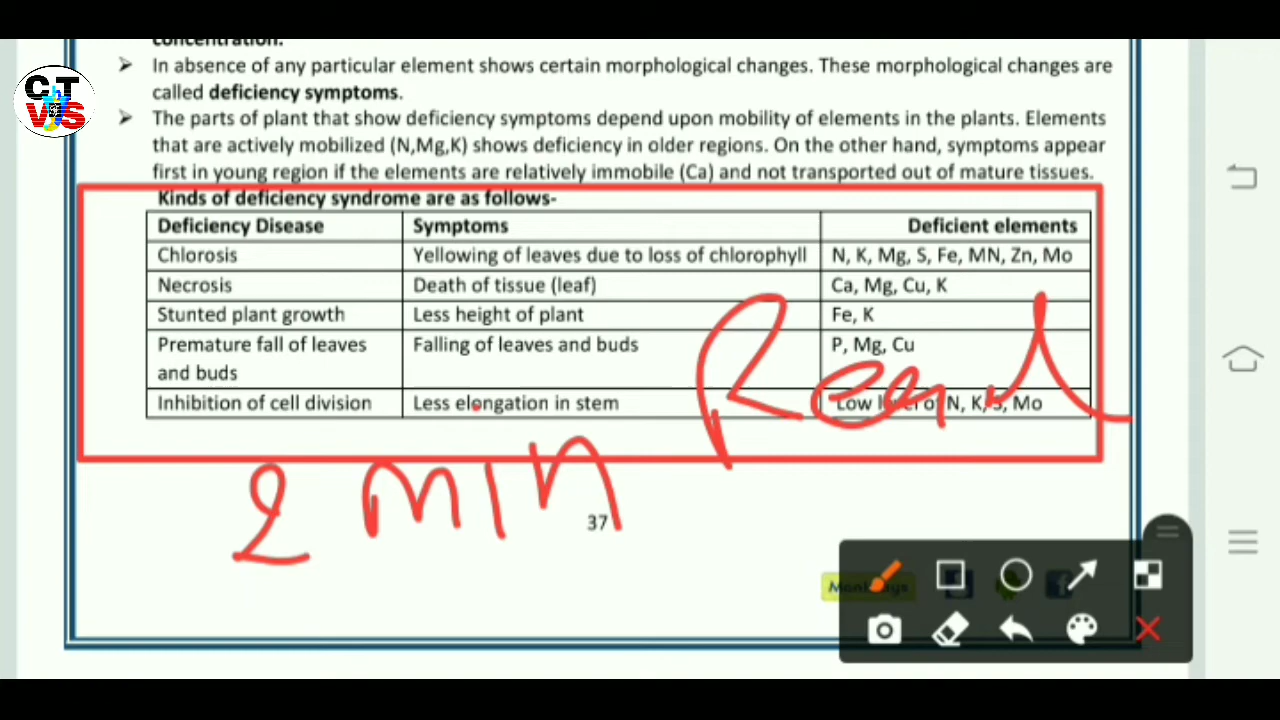 concentration.
➢ In absence of any particular element shows certain morphological changes. These morphological changes are
called deficiency symptoms.
➢ The parts of plant that show deficiency symptoms depend upon mobility of elements in the plants. Elements
that are actively mobilized (N,Mg,K) shows deficiency in older regions. On the other hand, symptoms appear
first in young region if the elements are relatively immobile (Ca) and not transported out of mature tissues.
Kinds of deficiency syndrome are as follows-
Deficiency Disease Symptoms Deficient elements
Chlorosis Yellowing of leaves due to loss of chlorophyll N, K, Mg, S, Fe, MN, Zn, Mo
Necrosis Death of tissue (leaf) Ca, Mg, Cu, K
Stunted plant growth Less height of plant Fe, K
Premature fall of leaves Falling of leaves and buds P, Mg, Cu
and buds
Inhibition of cell division Less elongation in stem Low level of N, K, S, Mo
2 min Read
37
CT
VJS